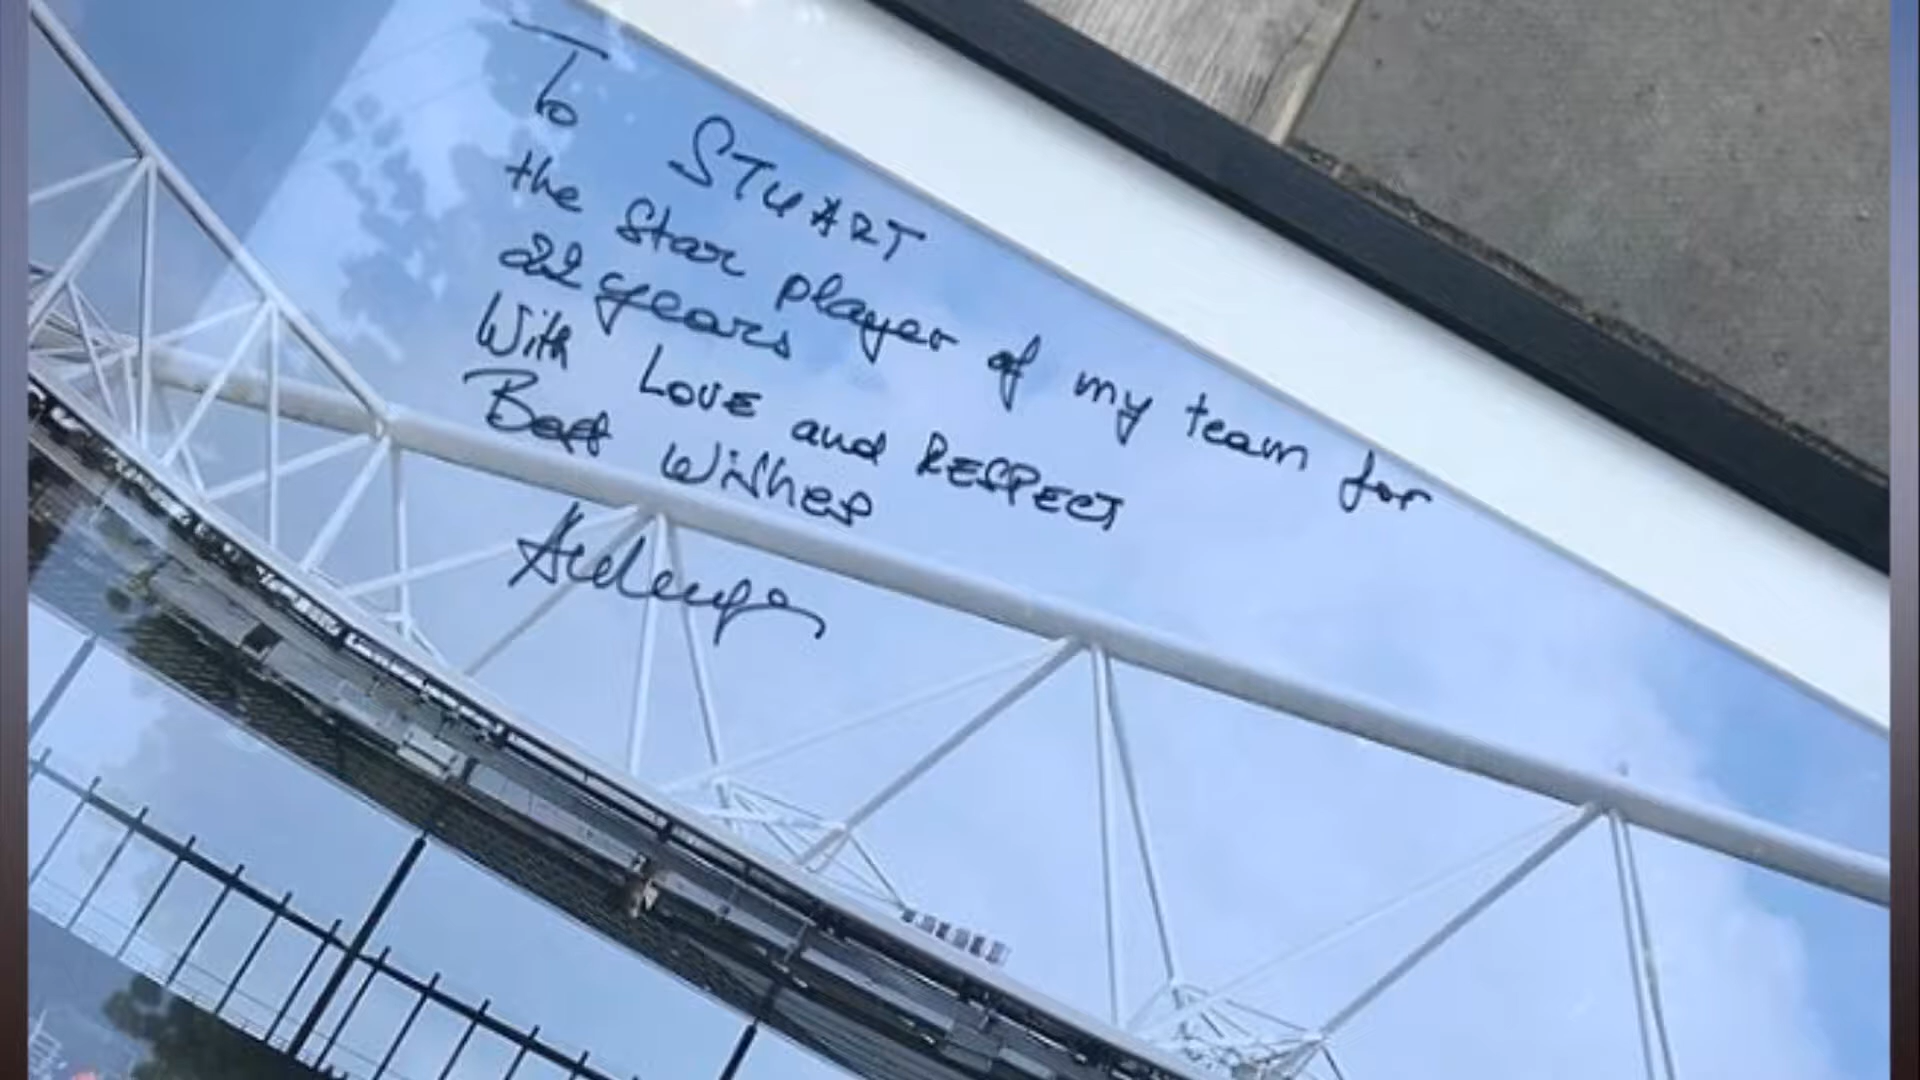 To STUART
the Star player of my team for
22 years
With LOVE and RESPECT
Best Wishes